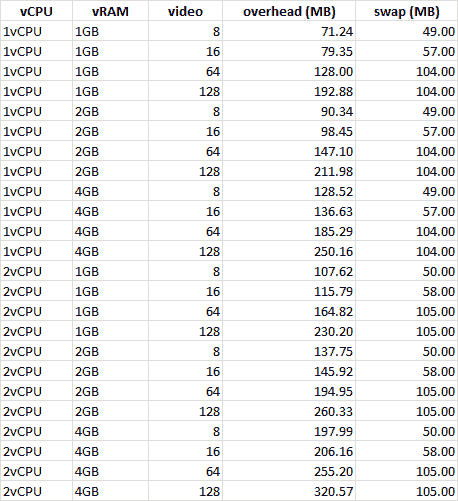 vCPU vRAM video overhead (MB) swap (MB)
1vCPU 1GB 8 71.24 49.00
1vCPU 1GB 16 79.35 57.00
1vCPU 1GB 64 128.00 104.00
1vCPU 1GB 128 192.88 104.00
1vCPU 2GB 8 90.34 49.00
1vCPU 2GB 16 98.45 57.00
1vCPU 2GB 64 147.10 104.00
1vCPU 2GB 128 211.98 104.00
1vCPU 4GB 8 128.52 49.00
1vCPU 4GB 16 136.63 57.00
1vCPU 4GB 64 185.29 104.00
1vCPU 4GB 128 250.16 104.00
2vCPU 1GB 8 107.62 50.00
2vCPU 1GB 16 115.79 58.00
2vCPU 1GB 64 164.82 105.00
2vCPU 1GB 128 230.20 105.00
2vCPU 2GB 8 137.75 50.00
2vCPU 2GB 16 145.92 58.00
2vCPU 2GB 64 194.95 105.00
2vCPU 2GB 128 260.33 105.00
2vCPU 4GB 8 197.99 50.00
2vCPU 4GB 16 206.16 58.00
2vCPU 4GB 64 255.20 105.00
2vCPU 4GB 128 320.57 105.00